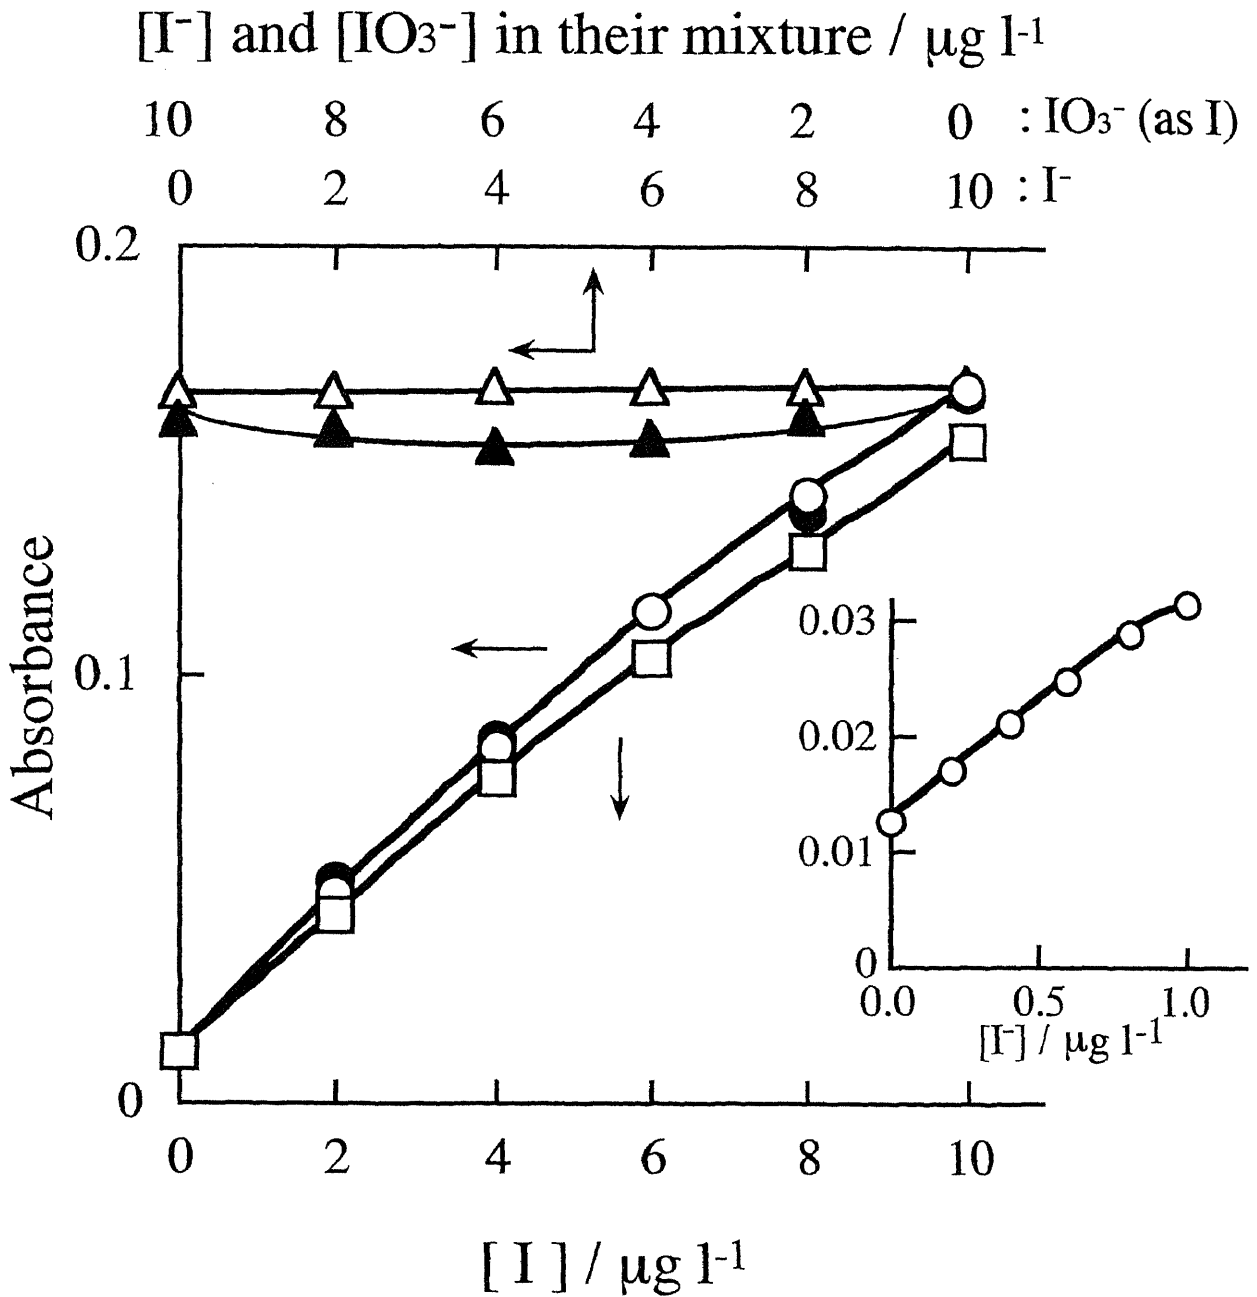 [I⁻] and [IO₃⁻] in their mixture / μg l⁻¹
10 8 6 4 2 0 : IO₃⁻ (as I)
0 2 4 6 8 10 : I⁻
0.2
Absorbance
0.1
0
0 2 4 6 8 10
[ I ] / μg l⁻¹
0.03
0.02
0.01
0
0.0 0.5 1.0
[I⁻] / μg l⁻¹